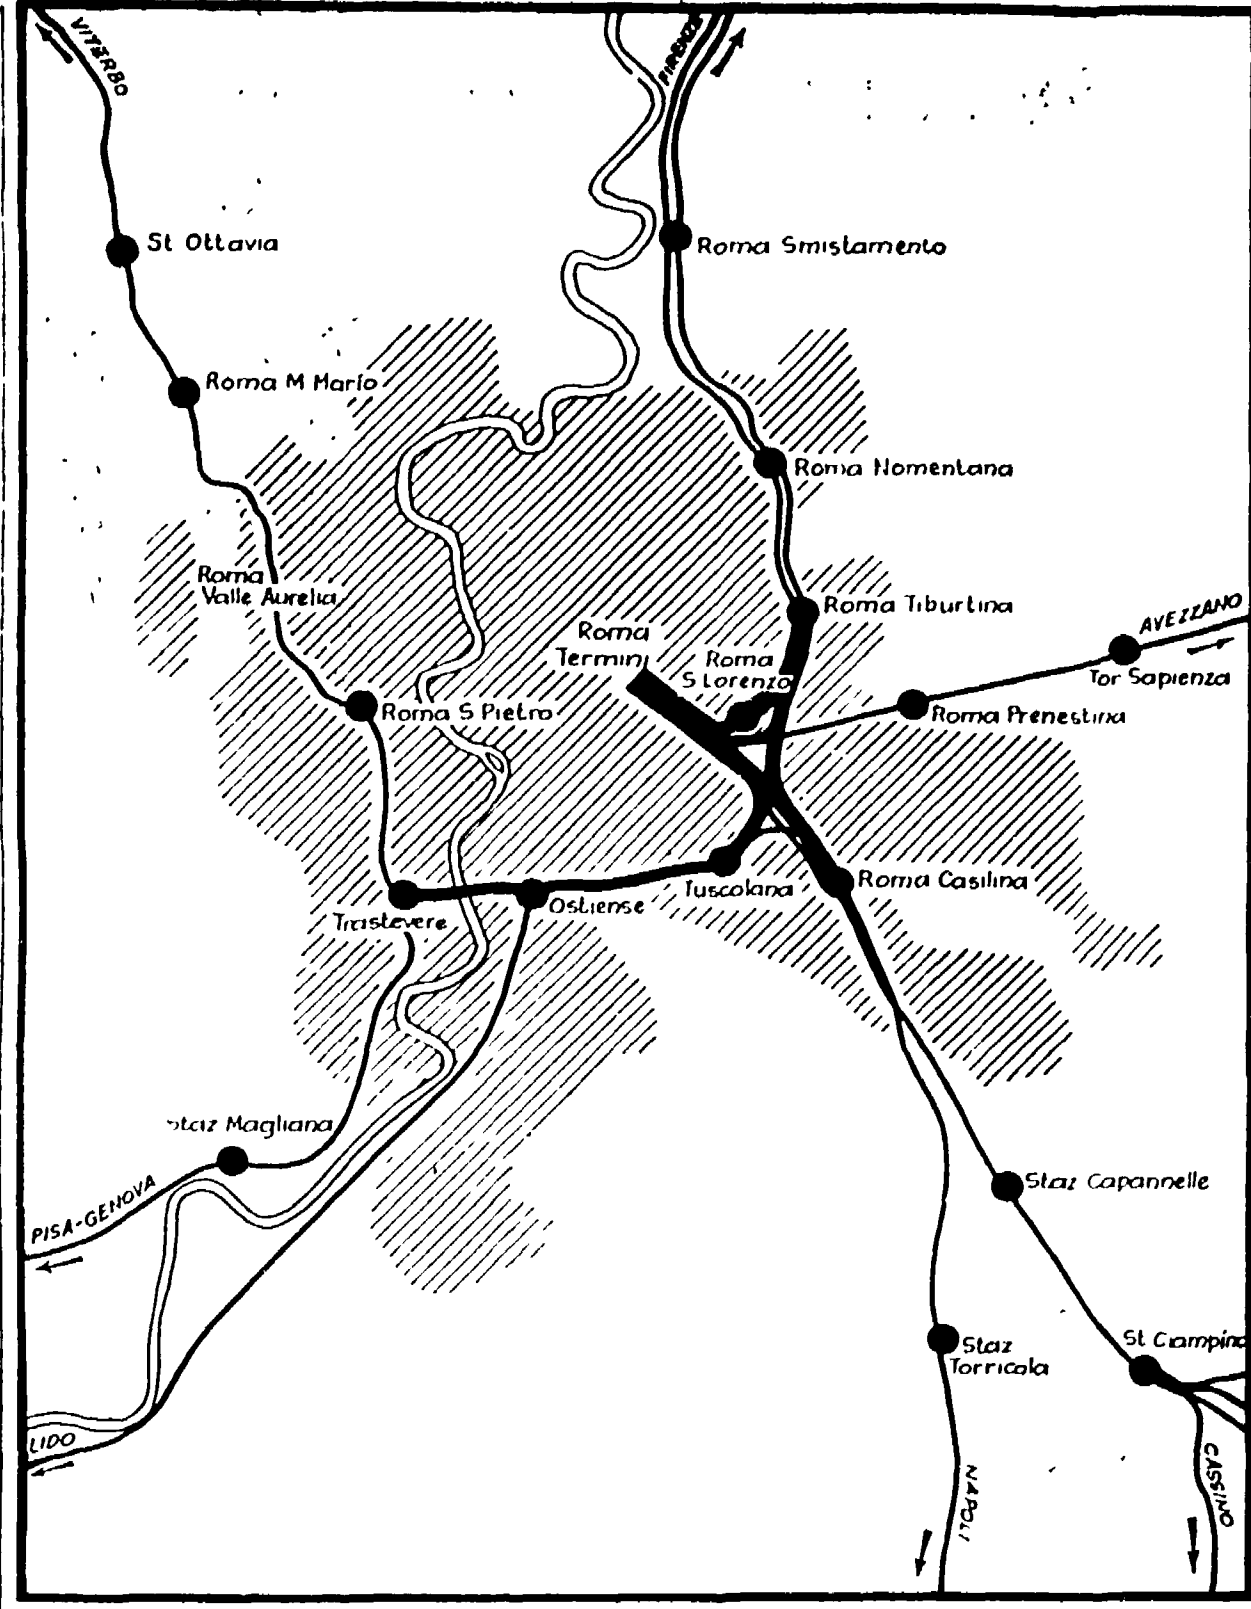 VITERBO
FIRENZE
St Ottavia
Roma Smistamento
Roma M Mario
Roma Nomentana
Roma
Valle Aurelia
Roma Tiburtina
AVEZZANO
Roma
Termini
Roma
S Lorenzo
Tor Sapienza
Roma S Pietro
Roma Prenestina
Tuscolana
Roma Casilina
Ostiense
Trastevere
Staz Magliana
Staz Capannelle
PISA-GENOVA
Staz
Torricola
St Ciampino
LIDO
NAPOLI
CASSINO